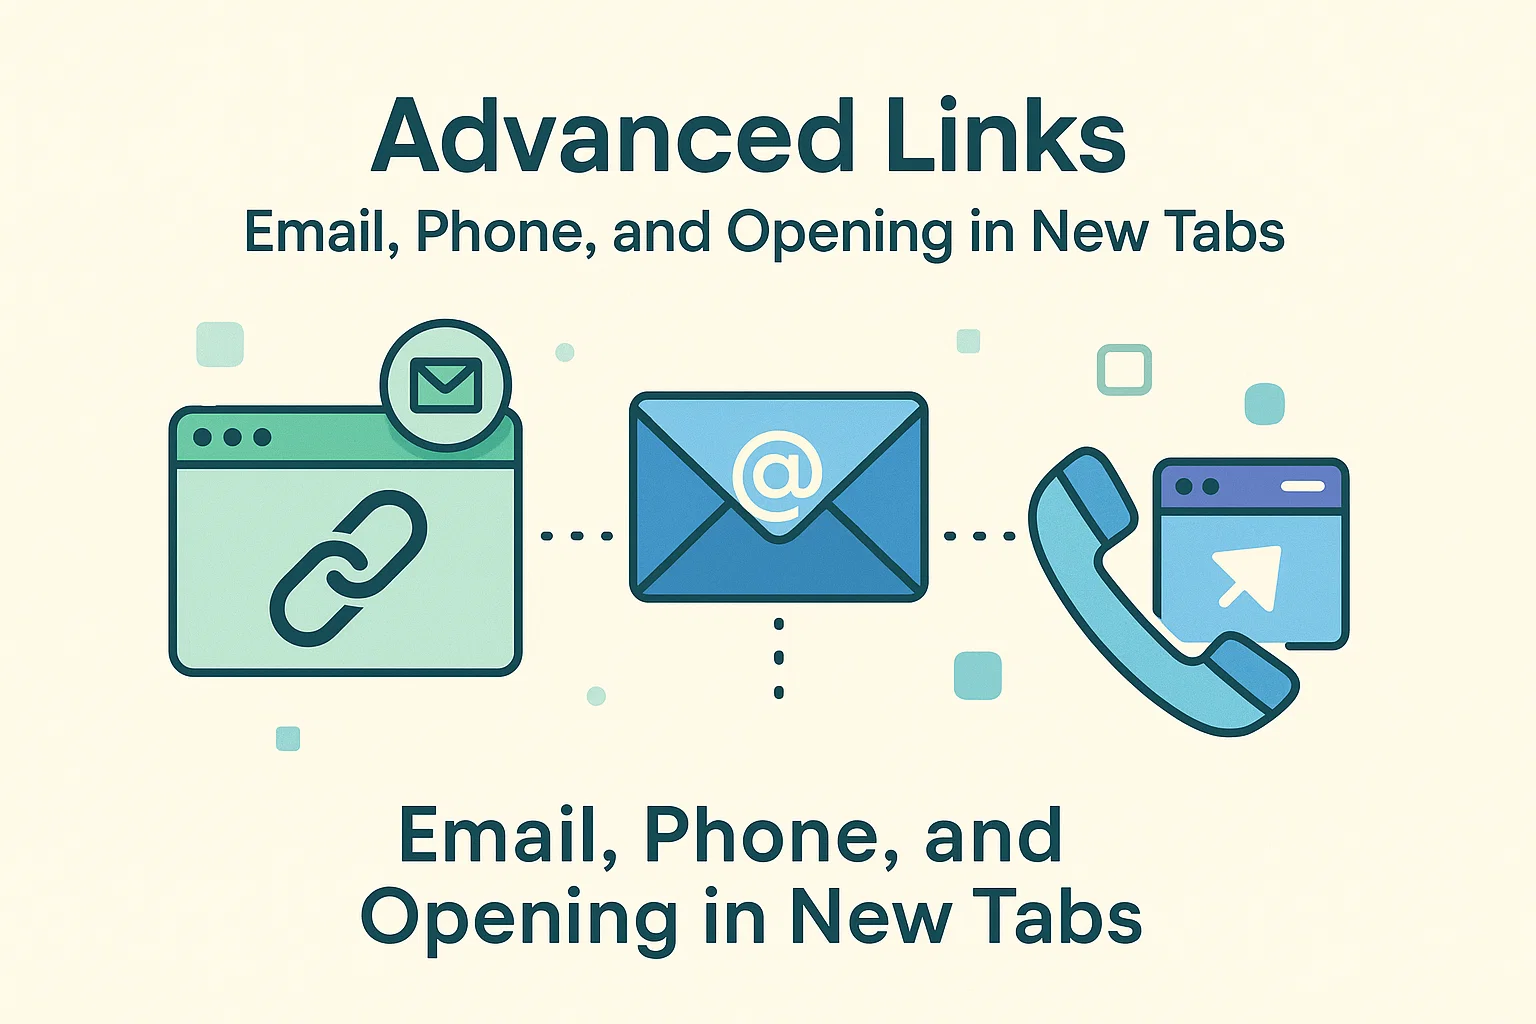 Advanced Links
Email, Phone, and Opening in New Tabs
@
Email, Phone, and
Opening in New Tabs